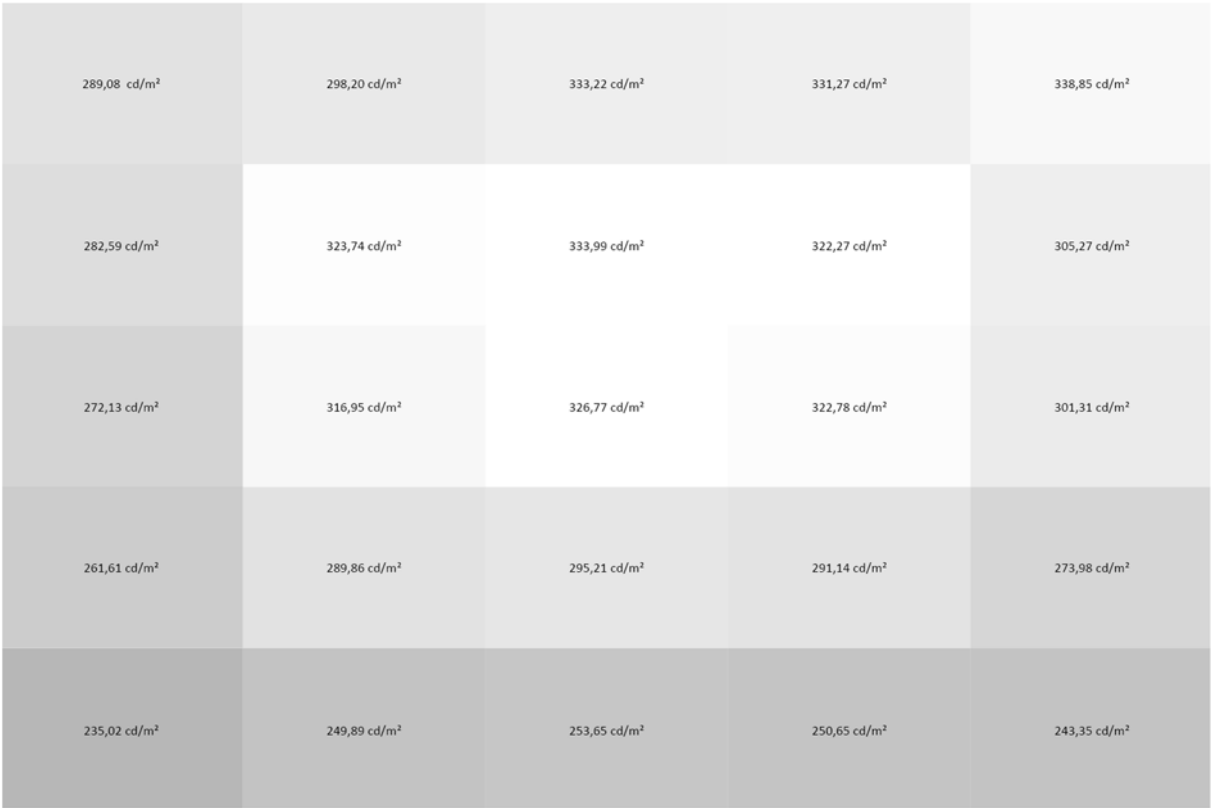 289,08  cd/m² 298,20 cd/m² 333,22 cd/m² 331,27 cd/m² 338,85 cd/m²
282,59 cd/m² 323,74 cd/m² 333,99 cd/m² 322,27 cd/m² 305,27 cd/m²
272,13 cd/m² 316,95 cd/m² 326,77 cd/m² 322,78 cd/m² 301,31 cd/m²
261,61 cd/m² 289,86 cd/m² 295,21 cd/m² 291,14 cd/m² 273,98 cd/m²
235,02 cd/m² 249,89 cd/m² 253,65 cd/m² 250,65 cd/m² 243,35 cd/m²